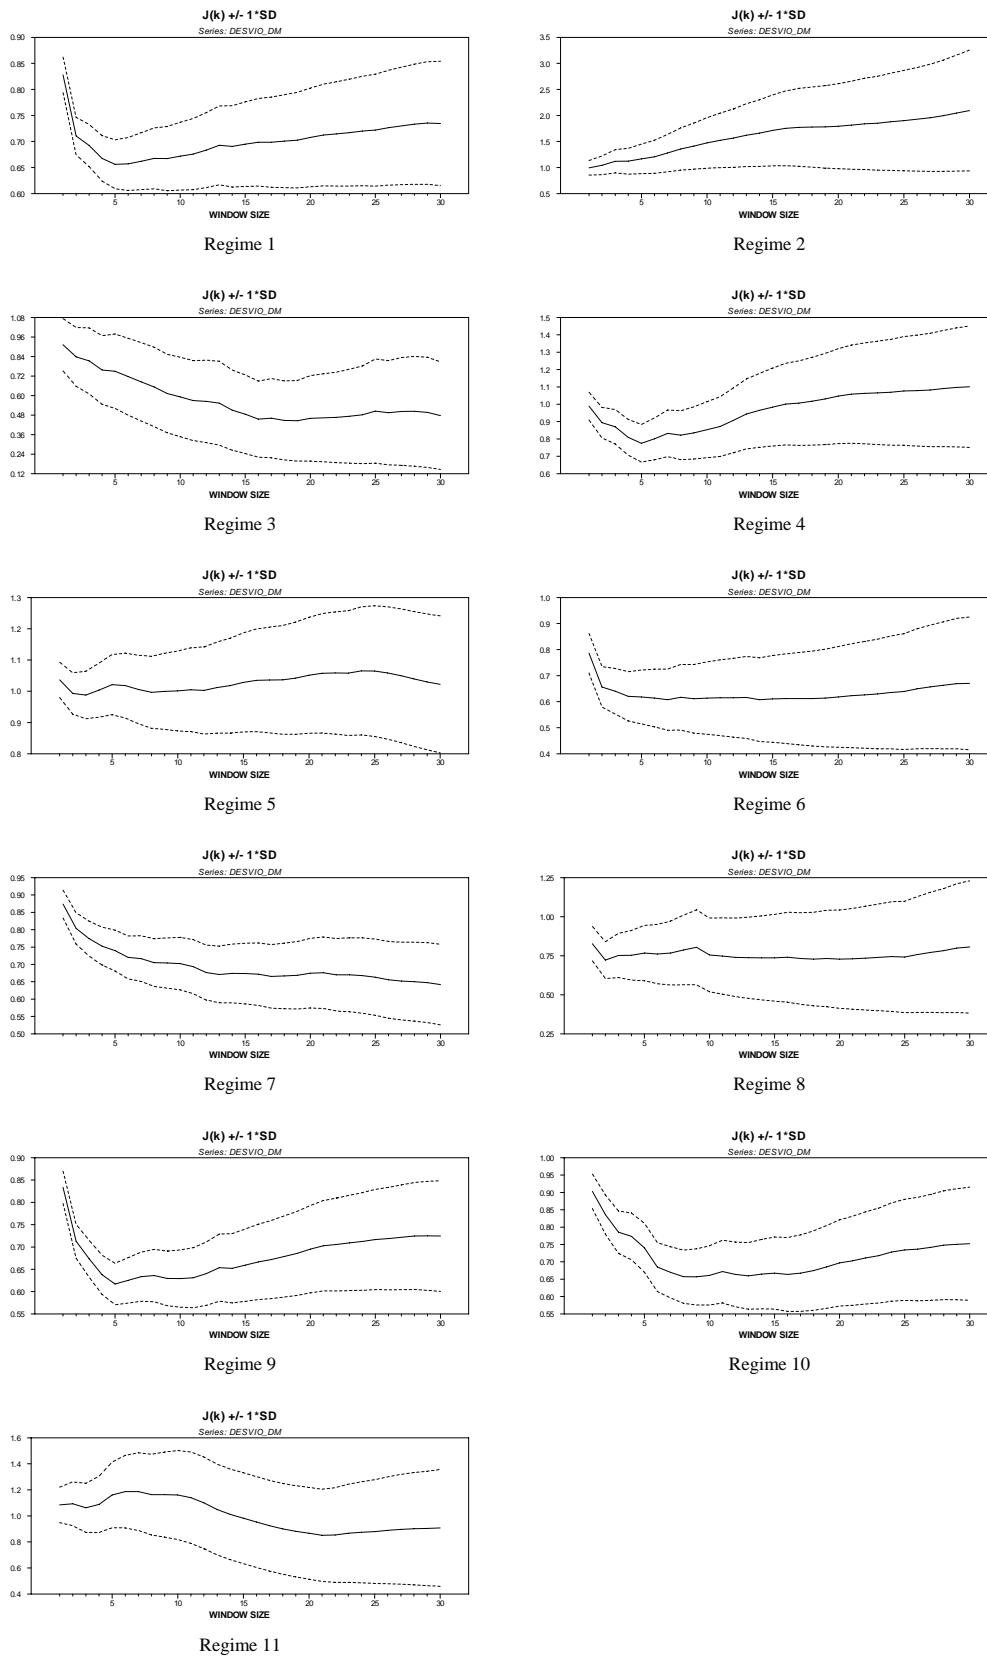 J(k) +/- 1*SD
Series: DESVIO_DM
0.90
0.85
0.80
0.75
0.70
0.65
0.60
5 10 15 20 25 30
WINDOW SIZE
Regime 1
J(k) +/- 1*SD
Series: DESVIO_DM
3.5
3.0
2.5
2.0
1.5
1.0
0.5
5 10 15 20 25 30
WINDOW SIZE
Regime 2
J(k) +/- 1*SD
Series: DESVIO_DM
1.08
0.96
0.84
0.72
0.60
0.48
0.36
0.24
0.12
5 10 15 20 25 30
WINDOW SIZE
Regime 3
J(k) +/- 1*SD
Series: DESVIO_DM
1.5
1.4
1.3
1.2
1.1
1.0
0.9
0.8
0.7
0.6
5 10 15 20 25 30
WINDOW SIZE
Regime 4
J(k) +/- 1*SD
Series: DESVIO_DM
1.3
1.2
1.1
1.0
0.9
0.8
5 10 15 20 25 30
WINDOW SIZE
Regime 5
J(k) +/- 1*SD
Series: DESVIO_DM
1.0
0.9
0.8
0.7
0.6
0.5
0.4
5 10 15 20 25 30
WINDOW SIZE
Regime 6
J(k) +/- 1*SD
Series: DESVIO_DM
0.95
0.90
0.85
0.80
0.75
0.70
0.65
0.60
0.55
0.50
5 10 15 20 25 30
WINDOW SIZE
Regime 7
J(k) +/- 1*SD
Series: DESVIO_DM
1.25
1.00
0.75
0.50
0.25
5 10 15 20 25 30
WINDOW SIZE
Regime 8
J(k) +/- 1*SD
Series: DESVIO_DM
0.90
0.85
0.80
0.75
0.70
0.65
0.60
0.55
5 10 15 20 25 30
WINDOW SIZE
Regime 9
J(k) +/- 1*SD
Series: DESVIO_DM
1.00
0.95
0.90
0.85
0.80
0.75
0.70
0.65
0.60
0.55
5 10 15 20 25 30
WINDOW SIZE
Regime 10
J(k) +/- 1*SD
Series: DESVIO_DM
1.6
1.4
1.2
1.0
0.8
0.6
0.4
5 10 15 20 25 30
WINDOW SIZE
Regime 11